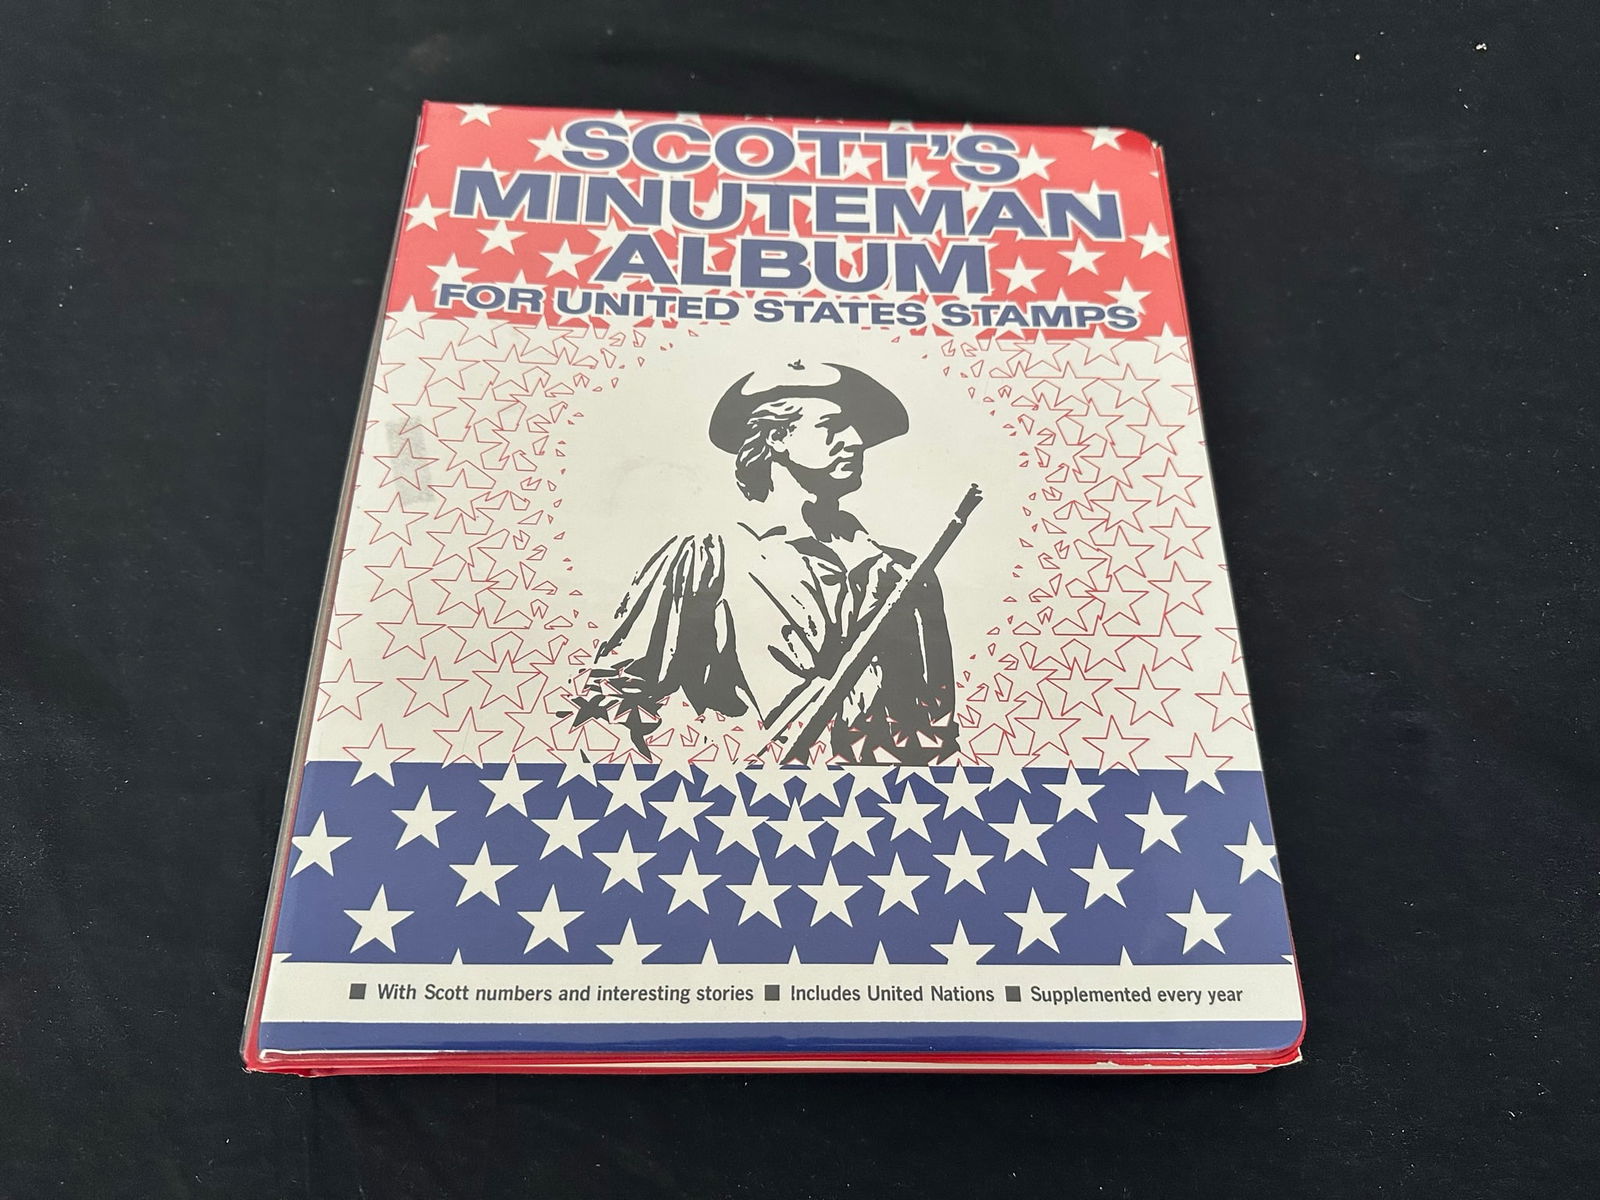 SCOTT'S
MINUTEMAN
ALBUM
FOR UNITED STATES STAMPS
■ With Scott numbers and interesting stories ■ Includes United Nations ■ Supplemented every year